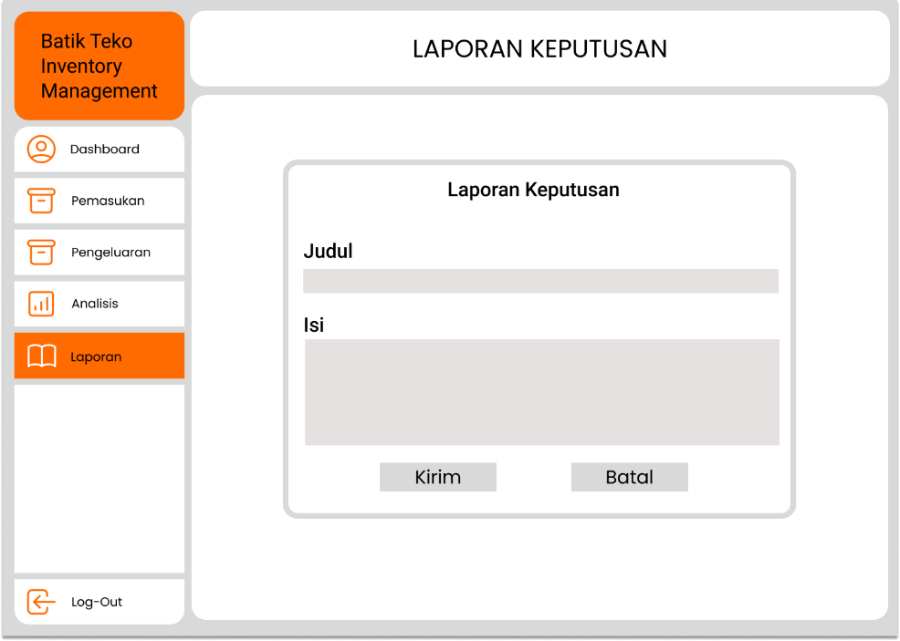 Batik Teko
Inventory
Management
LAPORAN KEPUTUSAN
Dashboard
Pemasukan
Pengeluaran
Analisis
Laporan
Log-Out
Laporan Keputusan
Judul
Isi
Kirim
Batal